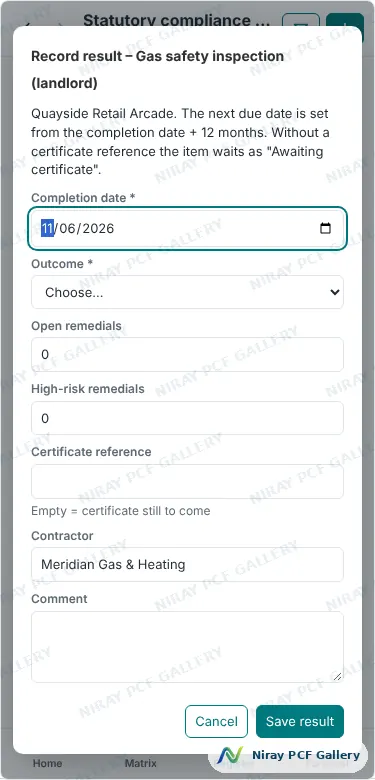 Statutory compliance ...
Record result – Gas safety inspection
(landlord)
Quayside Retail Arcade. The next due date is set
from the completion date + 12 months. Without a
certificate reference the item waits as "Awaiting
certificate".
Completion date *
11/06/2026
Outcome *
Choose...
Open remedials
0
High-risk remedials
0
Certificate reference
Empty = certificate still to come
Contractor
Meridian Gas & Heating
Comment
Cancel
Save result
Home
Matrix
Niray PCF Gallery
NIRAY PCF GALLERY